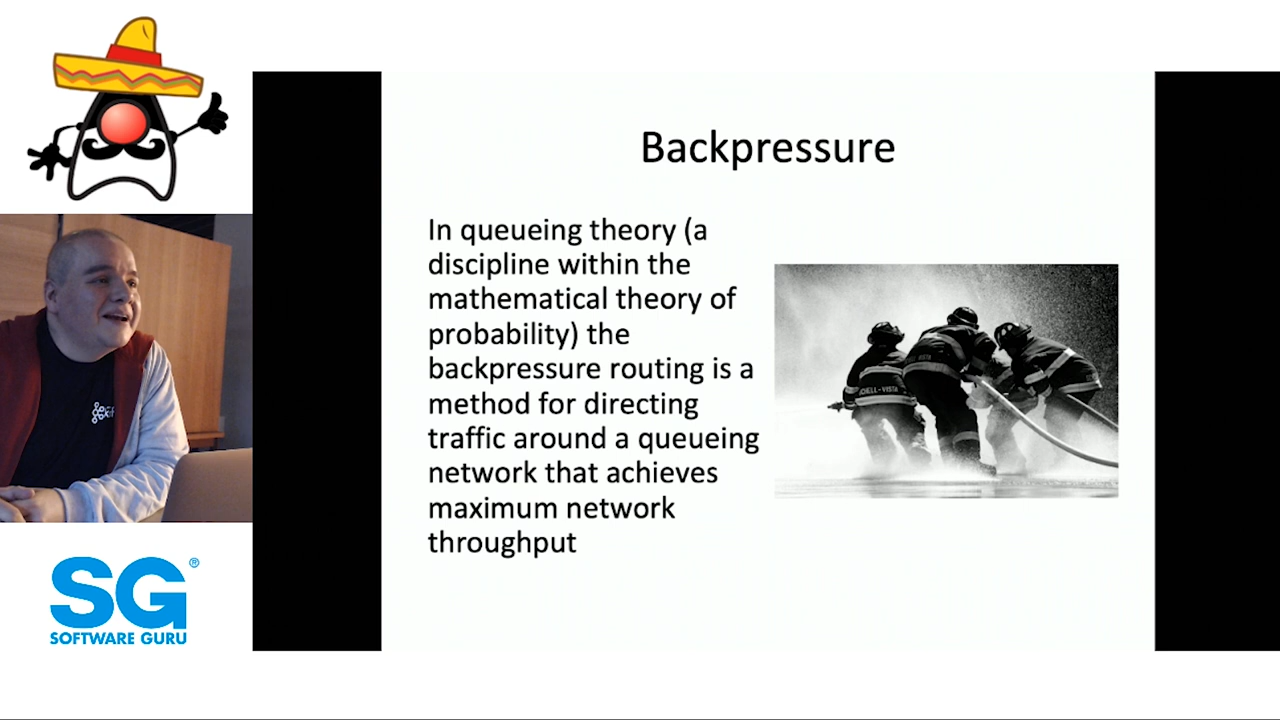 Backpressure
In queueing theory (a
discipline within the
mathematical theory of
probability) the
backpressure routing is a
method for directing
traffic around a queueing
network that achieves
maximum network
throughput
SG®
SOFTWARE GURU